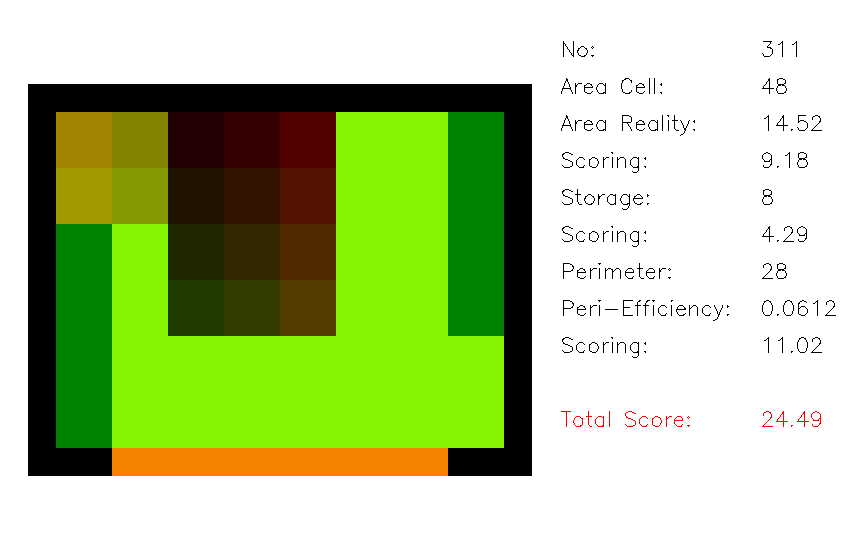 No: 311
Area Cell: 48
Area Reality: 14.52
Scoring: 9.18
Storage: 8
Scoring: 4.29
Perimeter: 28
Peri-Efficiency: 0.0612
Scoring: 11.02
Total Score: 24.49